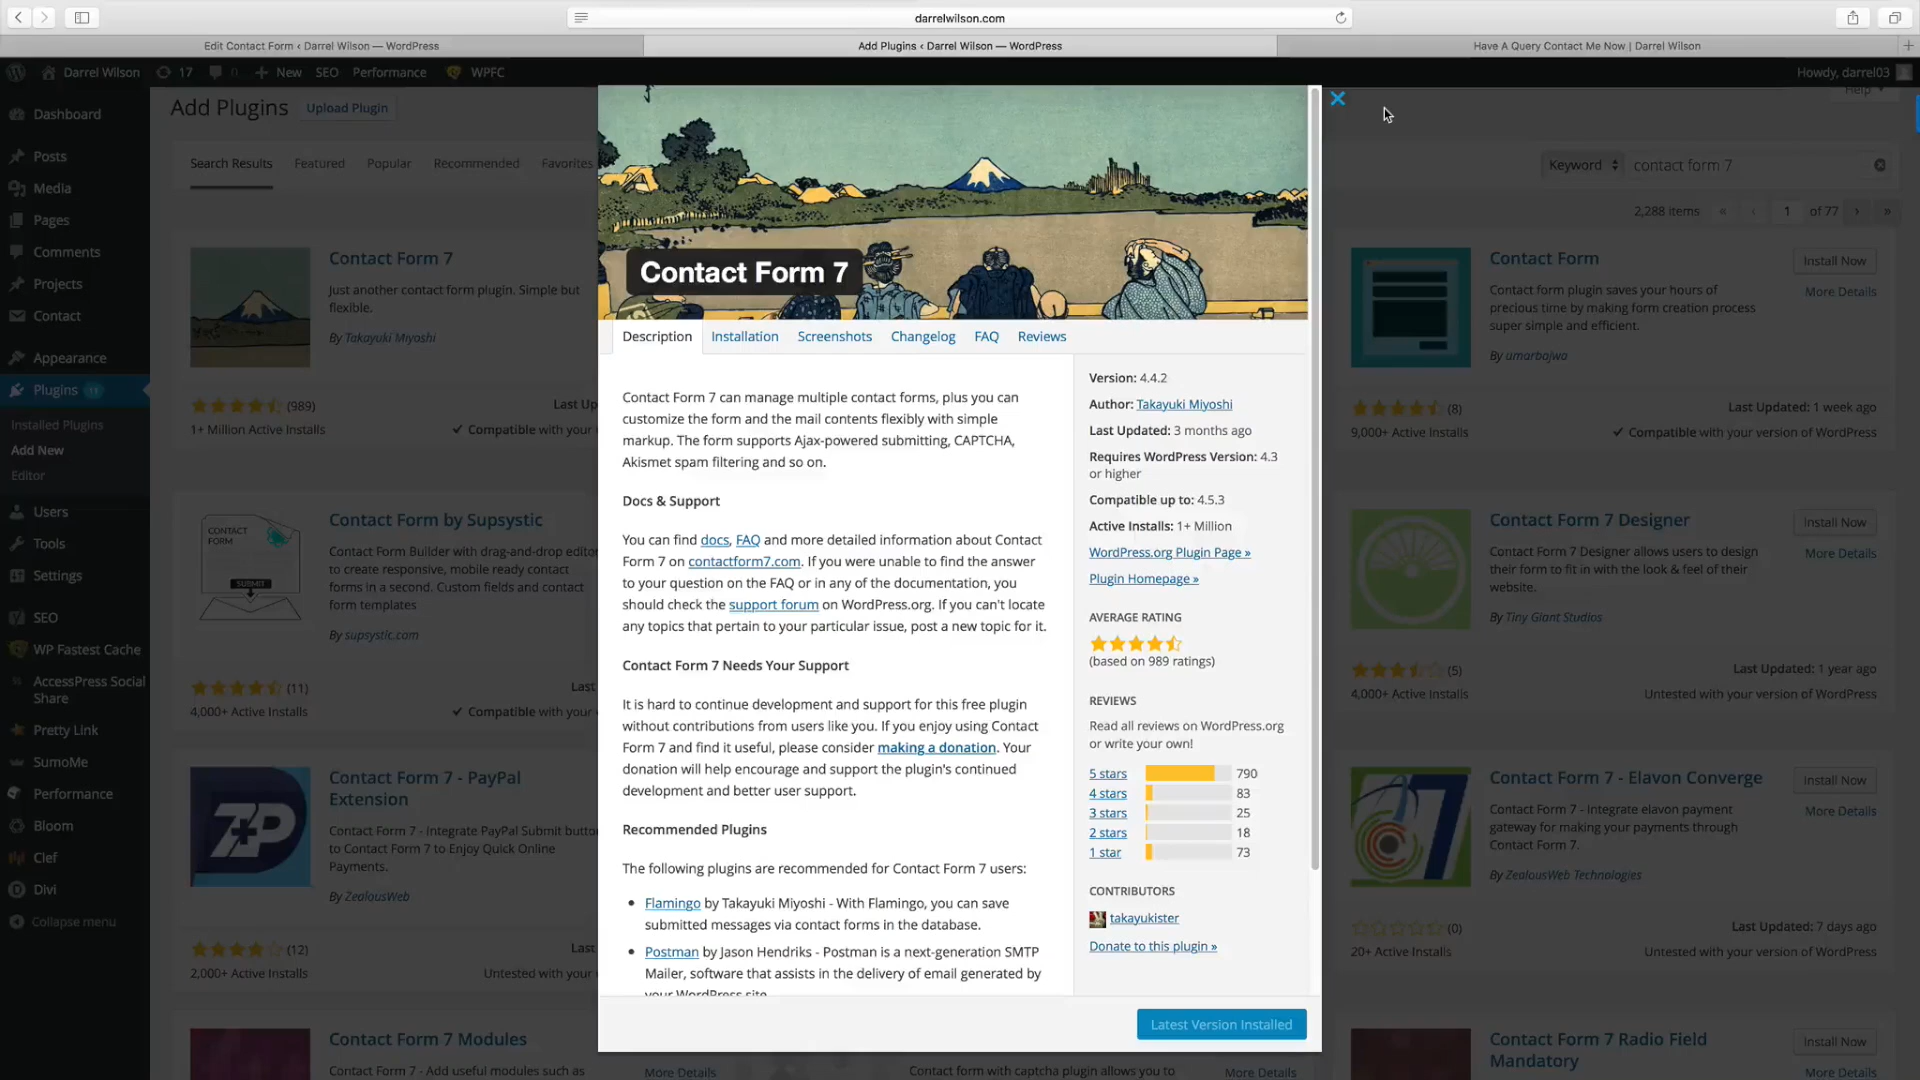 darrelwilson.com
Edit Contact Form ‹ Darrel Wilson — WordPress
Add Plugins ‹ Darrel Wilson — WordPress
Have A Query Contact Me Now | Darrel Wilson
Darrel Wilson
17
0
New
SEO
Performance
WPFC
Howdy, darrel03
Help
Dashboard
Posts
Media
Pages
Comments
Projects
Contact
Appearance
Plugins
Installed Plugins
Add New
Editor
Users
Tools
Settings
SEO
WP Fastest Cache
AccessPress Social
Share
Pretty Link
SumoMe
Performance
Bloom
Clef
Divi
Collapse menu
Add Plugins
Upload Plugin
Search Results
Featured
Popular
Recommended
Favorites
Keyword
contact form 7
2,288 items
«
‹
1
of 77
›
»
Contact Form 7
Just another contact form plugin. Simple but
flexible.
By Takayuki Miyoshi
(989)
Last Up
1+ Million Active Installs
Compatible with your
CONTACT
FORM
SUBMIT
Contact Form by Supsystic
Contact Form Builder with drag-and-drop editor
to create responsive, mobile ready contact
forms in a second. Custom fields and contact
form templates
By supsystic.com
(11)
Last
4,000+ Active Installs
Compatible with your
Contact Form 7 - PayPal
Extension
Contact Form 7 - Integrate PayPal Submit button
to Contact Form 7 to Enjoy Quick Online
Payments.
By ZealousWeb
(12)
Last
2,000+ Active Installs
Untested with your
Contact Form 7 Modules
Contact Form 7 - Add useful modules such as
More Details
Contact form with captcha plugin allows you to
More Details
Contact Form 7
Description
Installation
Screenshots
Changelog
FAQ
Reviews
Contact Form 7 can manage multiple contact forms, plus you can
customize the form and the mail contents flexibly with simple
markup. The form supports Ajax-powered submitting, CAPTCHA,
Akismet spam filtering and so on.
Docs & Support
You can find docs, FAQ and more detailed information about Contact
Form 7 on contactform7.com. If you were unable to find the answer
to your question on the FAQ or in any of the documentation, you
should check the support forum on WordPress.org. If you can't locate
any topics that pertain to your particular issue, post a new topic for it.
Contact Form 7 Needs Your Support
It is hard to continue development and support for this free plugin
without contributions from users like you. If you enjoy using Contact
Form 7 and find it useful, please consider making a donation. Your
donation will help encourage and support the plugin's continued
development and better user support.
Recommended Plugins
The following plugins are recommended for Contact Form 7 users:
• Flamingo by Takayuki Miyoshi - With Flamingo, you can save
submitted messages via contact forms in the database.
• Postman by Jason Hendriks - Postman is a next-generation SMTP
Mailer, software that assists in the delivery of email generated by
your WordPress site
Version: 4.4.2
Author: Takayuki Miyoshi
Last Updated: 3 months ago
Requires WordPress Version: 4.3
or higher
Compatible up to: 4.5.3
Active Installs: 1+ Million
WordPress.org Plugin Page »
Plugin Homepage »
AVERAGE RATING
(based on 989 ratings)
REVIEWS
Read all reviews on WordPress.org
or write your own!
5 stars 790
4 stars 83
3 stars 25
2 stars 18
1 star 73
CONTRIBUTORS
takayukister
Donate to this plugin »
Latest Version Installed
Contact Form
Install Now
Contact form plugin saves your hours of
precious time by making form creation process
super simple and efficient.
More Details
By umarbajwa
(8)
Last Updated: 1 week ago
9,000+ Active Installs
Compatible with your version of WordPress
Contact Form 7 Designer
Install Now
Contact Form 7 Designer allows users to design
their form to fit in with the look & feel of their
website.
More Details
By Tiny Giant Studios
(5)
Last Updated: 1 year ago
4,000+ Active Installs
Untested with your version of WordPress
Contact Form 7 - Elavon Converge
Install Now
Contact Form 7 - Integrate elavon payment
gateway for making your payments through
Contact Form 7.
More Details
By ZealousWeb Technologies
(0)
Last Updated: 7 days ago
20+ Active Installs
Untested with your version of WordPress
Contact Form 7 Radio Field
Mandatory
Install Now
More Details